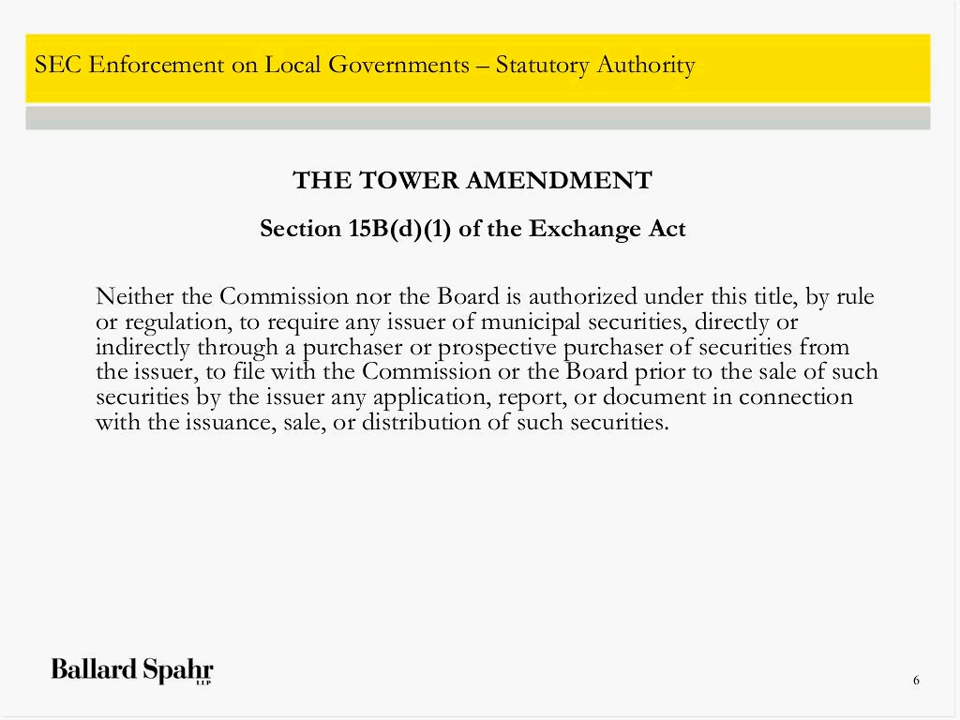 SEC Enforcement on Local Governments – Statutory Authority
THE TOWER AMENDMENT
Section 15B(d)(1) of the Exchange Act
Neither the Commission nor the Board is authorized under this title, by rule
or regulation, to require any issuer of municipal securities, directly or
indirectly through a purchaser or prospective purchaser of securities from
the issuer, to file with the Commission or the Board prior to the sale of such
securities by the issuer any application, report, or document in connection
with the issuance, sale, or distribution of such securities.
Ballard Spahr
LLP
6